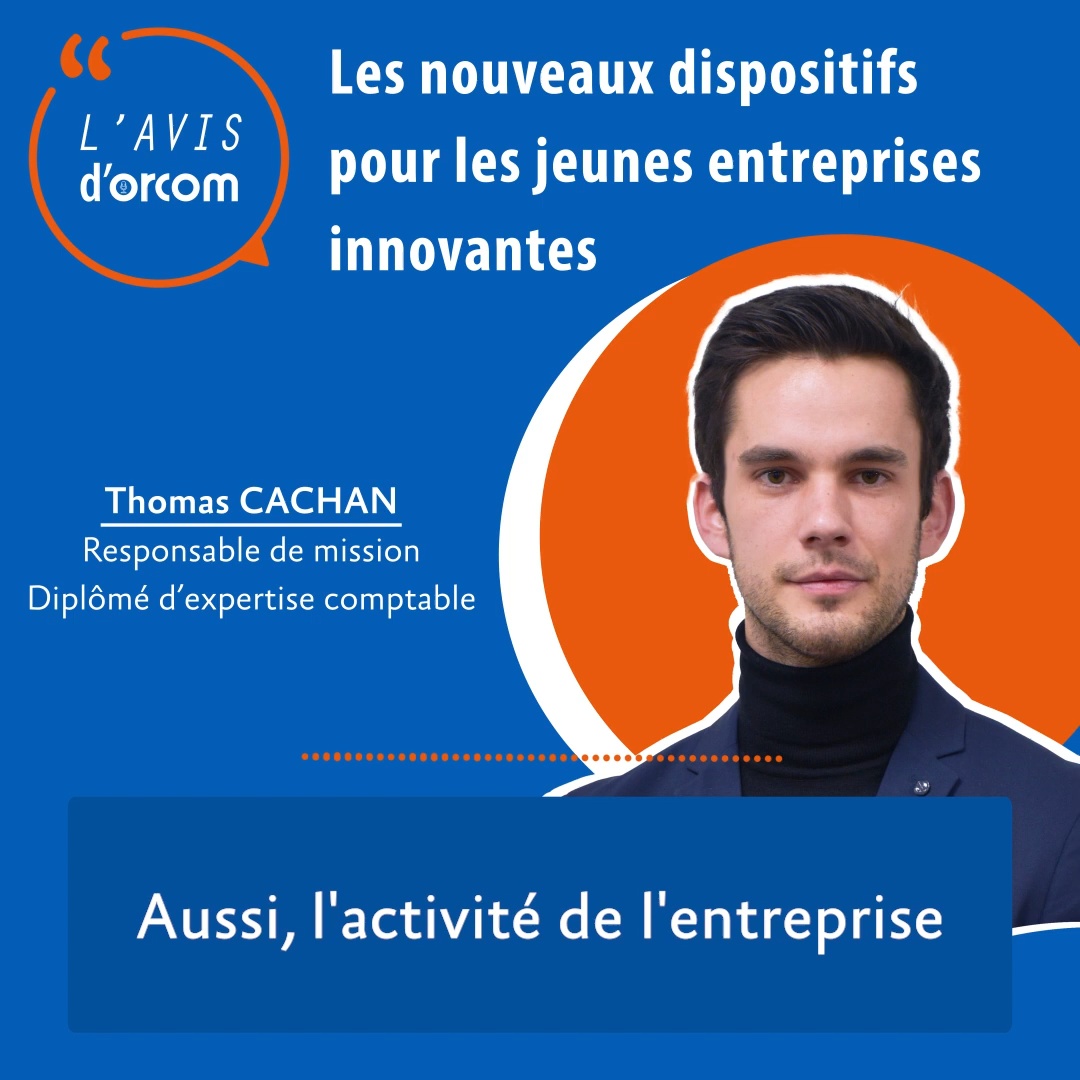 “
L'AVIS
d'orcom
Les nouveaux dispositifs
pour les jeunes entreprises
innovantes
Thomas CACHAN
Responsable de mission
Diplômé d'expertise comptable
Aussi, l'activité de l'entreprise